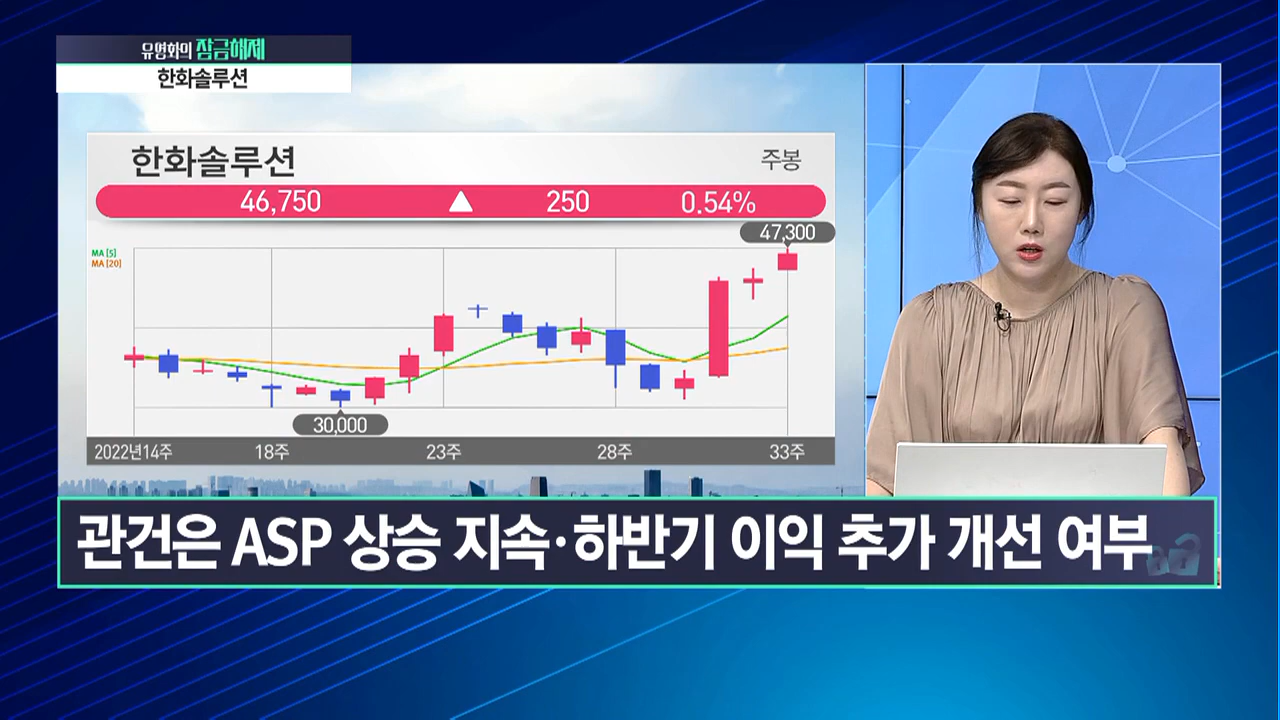 유명화의 잠금해제
한화솔루션
한화솔루션
주봉
46,750 ▲ 250 0.54%
47,300
MA [5]
MA [20]
30,000
2022년14주 18주 23주 28주 33주
관건은 ASP 상승 지속·하반기 이익 추가 개선 여부